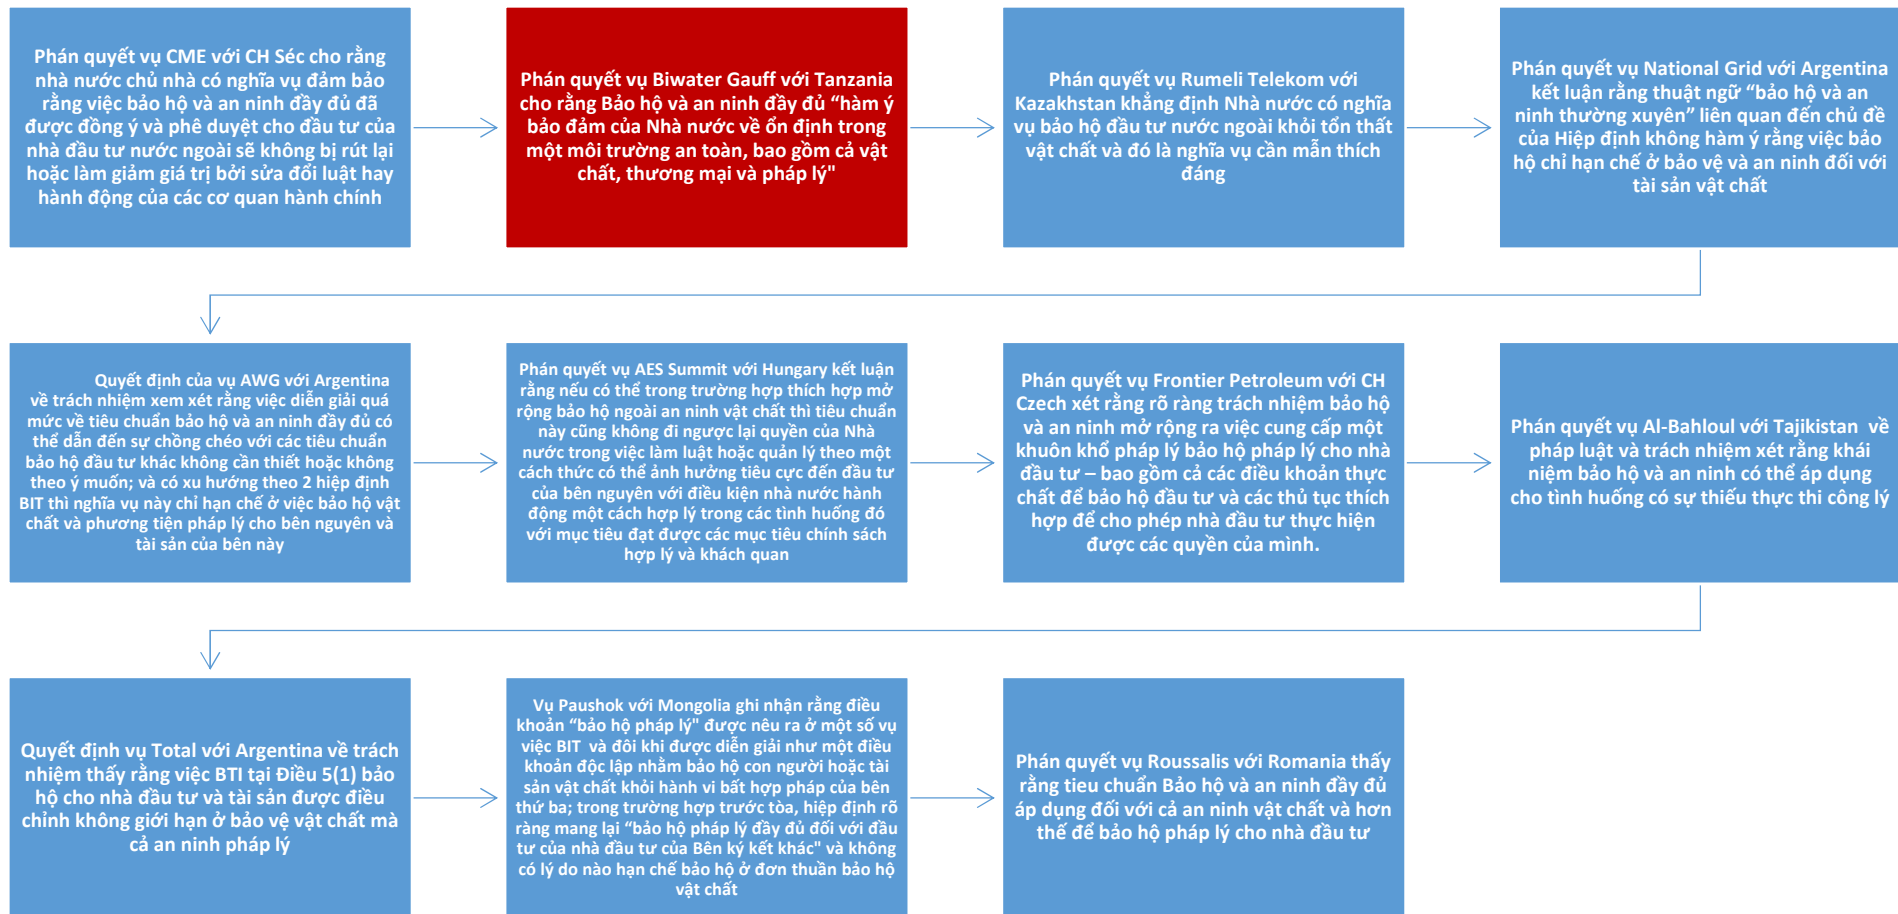 Phán quyết vụ CME với CH Séc cho rằng
nhà nước chủ nhà có nghĩa vụ đảm bảo
rằng việc bảo hộ và an ninh đầy đủ đã
được đồng ý và phê duyệt cho đầu tư của
nhà đầu tư nước ngoài sẽ không bị rút lại
hoặc làm giảm giá trị bởi sửa đổi luật hay
hành động của các cơ quan hành chính
Phán quyết vụ Biwater Gauff với Tanzania
cho rằng Bảo hộ và an ninh đầy đủ “hàm ý
bảo đảm của Nhà nước về ổn định trong
một môi trường an toàn, bao gồm cả vật
chất, thương mại và pháp lý"
Phán quyết vụ Rumeli Telekom với
Kazakhstan khẳng định Nhà nước có nghĩa
vụ bảo hộ đầu tư nước ngoài khỏi tổn thất
vật chất và đó là nghĩa vụ cần mẫn thích
đáng
Phán quyết vụ National Grid với Argentina
kết luận rằng thuật ngữ “bảo hộ và an
ninh thường xuyên” liên quan đến chủ đề
của Hiệp định không hàm ý rằng việc bảo
hộ chỉ hạn chế ở bảo vệ và an ninh đối với
tài sản vật chất
Quyết định của vụ AWG với Argentina
về trách nhiệm xem xét rằng việc diễn giải quá
mức về tiêu chuẩn bảo hộ và an ninh đầy đủ có
thể dẫn đến sự chồng chéo với các tiêu chuẩn
bảo hộ đầu tư khác không cần thiết hoặc không
theo ý muốn; và có xu hướng theo 2 hiệp định
BIT thì nghĩa vụ này chỉ hạn chế ở việc bảo hộ vật
chất và phương tiện pháp lý cho bên nguyên và
tài sản của bên này
Phán quyết vụ AES Summit với Hungary kết luận
rằng nếu có thể trong trường hợp thích hợp mở
rộng bảo hộ ngoài an ninh vật chất thì tiêu chuẩn
này cũng không đi ngược lại quyền của Nhà
nước trong việc làm luật hoặc quản lý theo một
cách thức có thể ảnh hưởng tiêu cực đến đầu tư
của bên nguyên với điều kiện nhà nước hành
động một cách hợp lý trong các tình huống đó
với mục tiêu đạt được các mục tiêu chính sách
hợp lý và khách quan
Phán quyết vụ Frontier Petroleum với CH
Czech xét rằng rõ ràng trách nhiệm bảo hộ
và an ninh mở rộng ra việc cung cấp một
khuôn khổ pháp lý bảo hộ pháp lý cho nhà
đầu tư – bao gồm cả các điều khoản thực
chất để bảo hộ đầu tư và các thủ tục thích
hợp để cho phép nhà đầu tư thực hiện
được các quyền của mình.
Phán quyết vụ Al-Bahloul với Tajikistan về
pháp luật và trách nhiệm xét rằng khái
niệm bảo hộ và an ninh có thể áp dụng
cho tình huống có sự thiếu thực thi công lý
Quyết định vụ Total với Argentina về trách
nhiệm thấy rằng việc BTI tại Điều 5(1) bảo
hộ cho nhà đầu tư và tài sản được điều
chỉnh không giới hạn ở bảo vệ vật chất mà
cả an ninh pháp lý
Vụ Paushok với Mongolia ghi nhận rằng điều
khoản “bảo hộ pháp lý" được nêu ra ở một số vụ
việc BIT và đôi khi được diễn giải như một điều
khoản độc lập nhằm bảo hộ con người hoặc tài
sản vật chất khỏi hành vi bất hợp pháp của bên
thứ ba; trong trường hợp trước tòa, hiệp định rõ
ràng mang lại “bảo hộ pháp lý đầy đủ đối với đầu
tư của nhà đầu tư của Bên ký kết khác" và không
có lý do nào hạn chế bảo hộ ở đơn thuần bảo hộ
vật chất
Phán quyết vụ Roussalis với Romania thấy
rằng tieu chuẩn Bảo hộ và an ninh đầy đủ
áp dụng đối với cả an ninh vật chất và hơn
thế để bảo hộ pháp lý cho nhà đầu tư